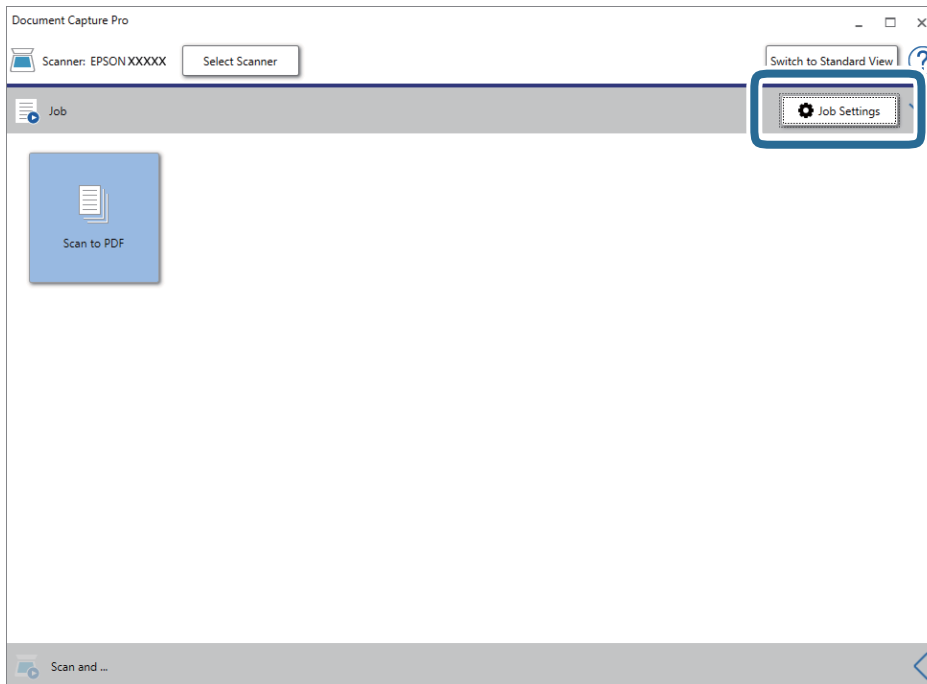 Document Capture Pro
Scanner: EPSON XXXXX Select Scanner Switch to Standard View ?
Job Job Settings
Scan to PDF
Scan and ...